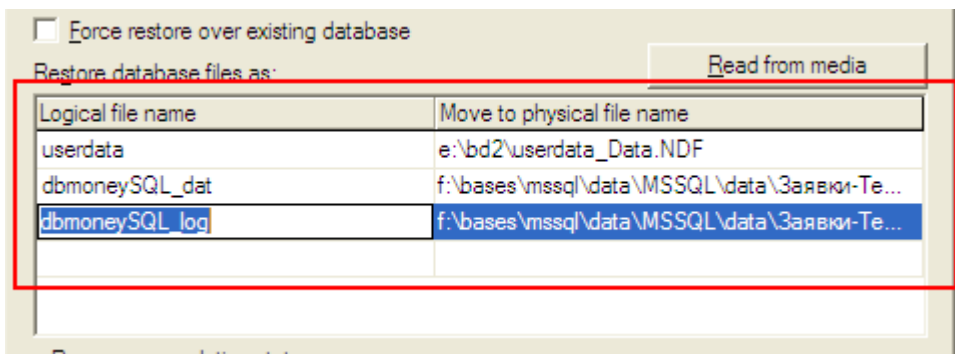 Force restore over existing database
Restore database files as:
Read from media
Logical file name Move to physical file name
userdata e:\bd2\userdata_Data.NDF
dbmoneySQL_dat f:\bases\mssql\data\MSSQL\data\Заявки-Те...
dbmoneySQL_log f:\bases\mssql\data\MSSQL\data\Заявки-Те...